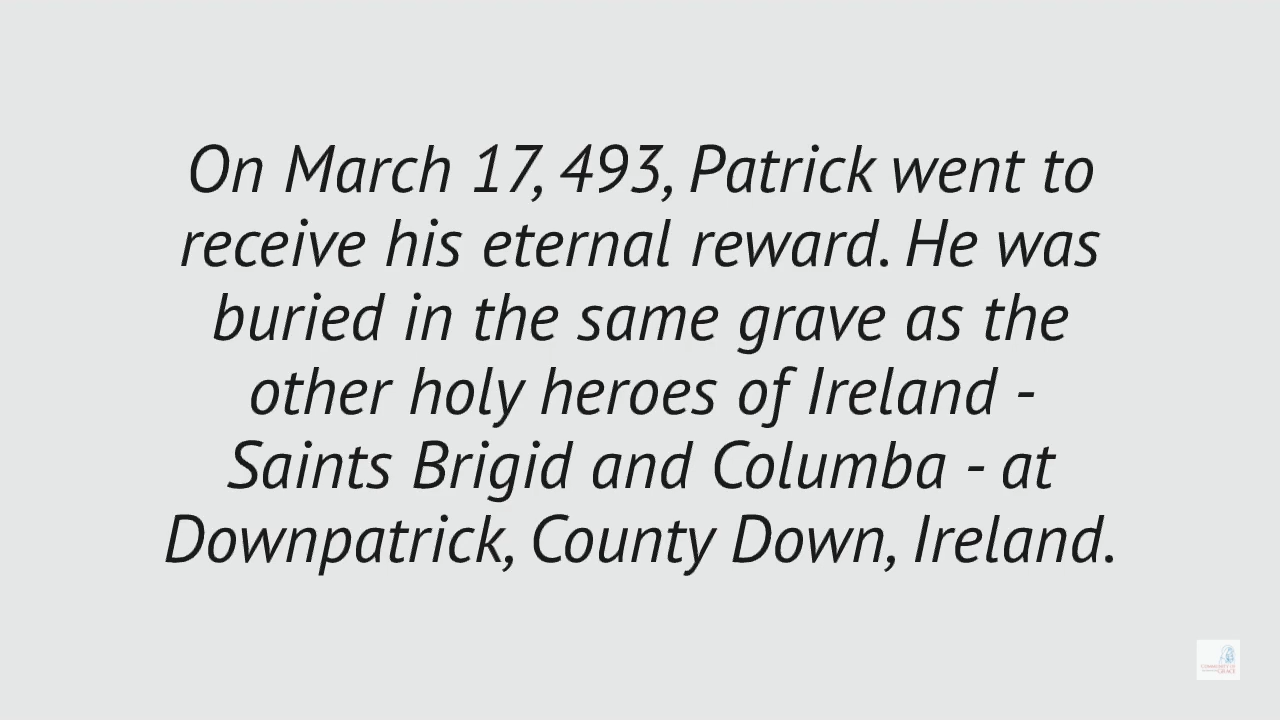 On March 17, 493, Patrick went to
receive his eternal reward. He was
buried in the same grave as the
other holy heroes of Ireland -
Saints Brigid and Columba - at
Downpatrick, County Down, Ireland.
GRACE